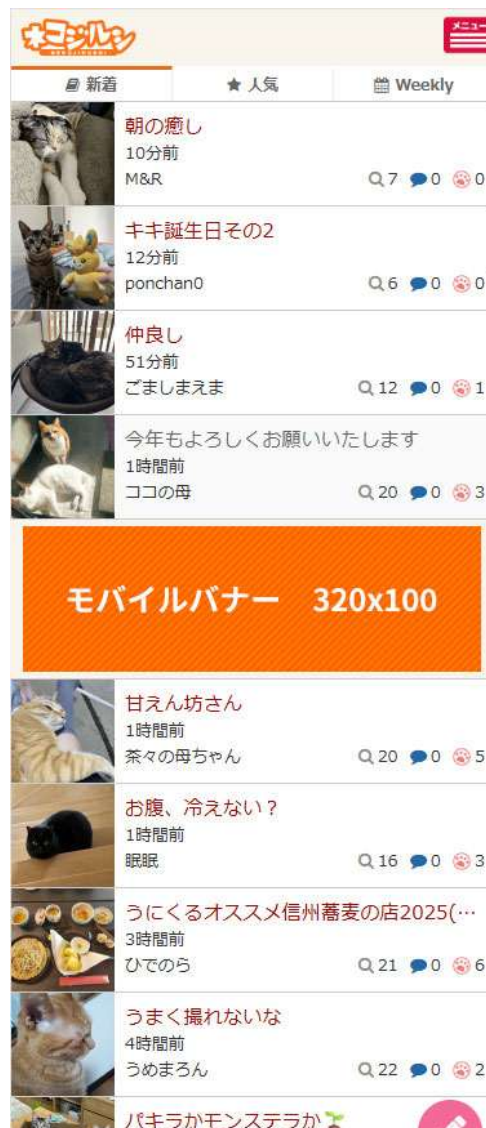 ネコジルシ
メニュー
新着
人気
Weekly
朝の癒し
10分前
M&R 7 0 0
キキ誕生日その2
12分前
ponchan0 6 0 0
仲良し
51分前
ごましまえま 12 0 1
今年もよろしくお願いいたします
1時間前
ココの母 20 0 3
モバイルバナー 320x100
甘えん坊さん
1時間前
茶々の母ちゃん 20 0 5
お腹、冷えない？
1時間前
眠眠 16 0 3
うにくるオススメ信州蕎麦の店2025(…
3時間前
ひでのら 21 0 6
うまく撮れないな
4時間前
うめまろん 22 0 2
パキラかモンステラか🌱